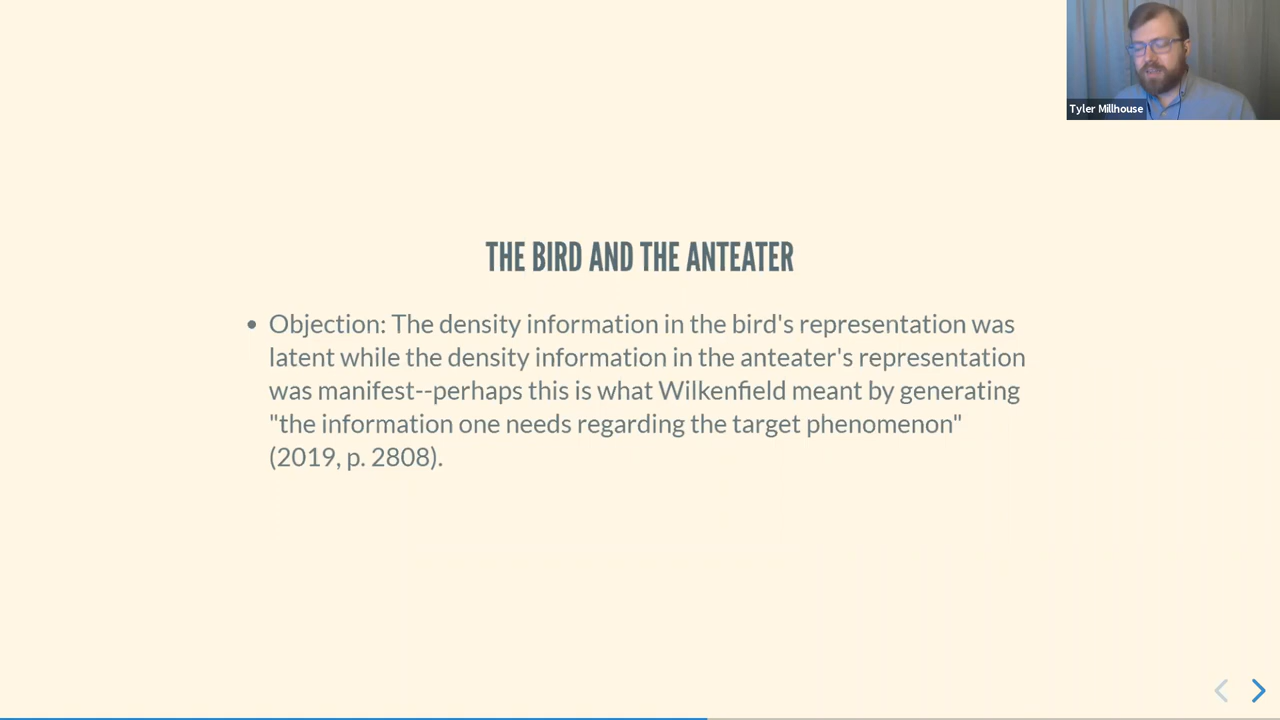 Tyler Millhouse
THE BIRD AND THE ANTEATER
• Objection: The density information in the bird's representation was
latent while the density information in the anteater's representation
was manifest--perhaps this is what Wilkenfield meant by generating
"the information one needs regarding the target phenomenon"
(2019, p. 2808).